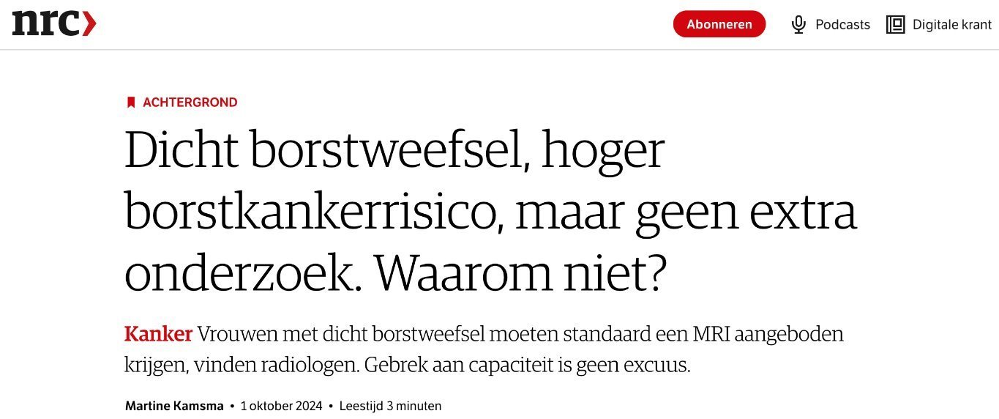 nrc
Abonneren
Podcasts
Digitale krant
ACHTERGROND
Dicht borstweefsel, hoger
borstkankerrisico, maar geen extra
onderzoek. Waarom niet?
Kanker Vrouwen met dicht borstweefsel moeten standaard een MRI aangeboden
krijgen, vinden radiologen. Gebrek aan capaciteit is geen excuus.
Martine Kamsma • 1 oktober 2024 • Leestijd 3 minuten